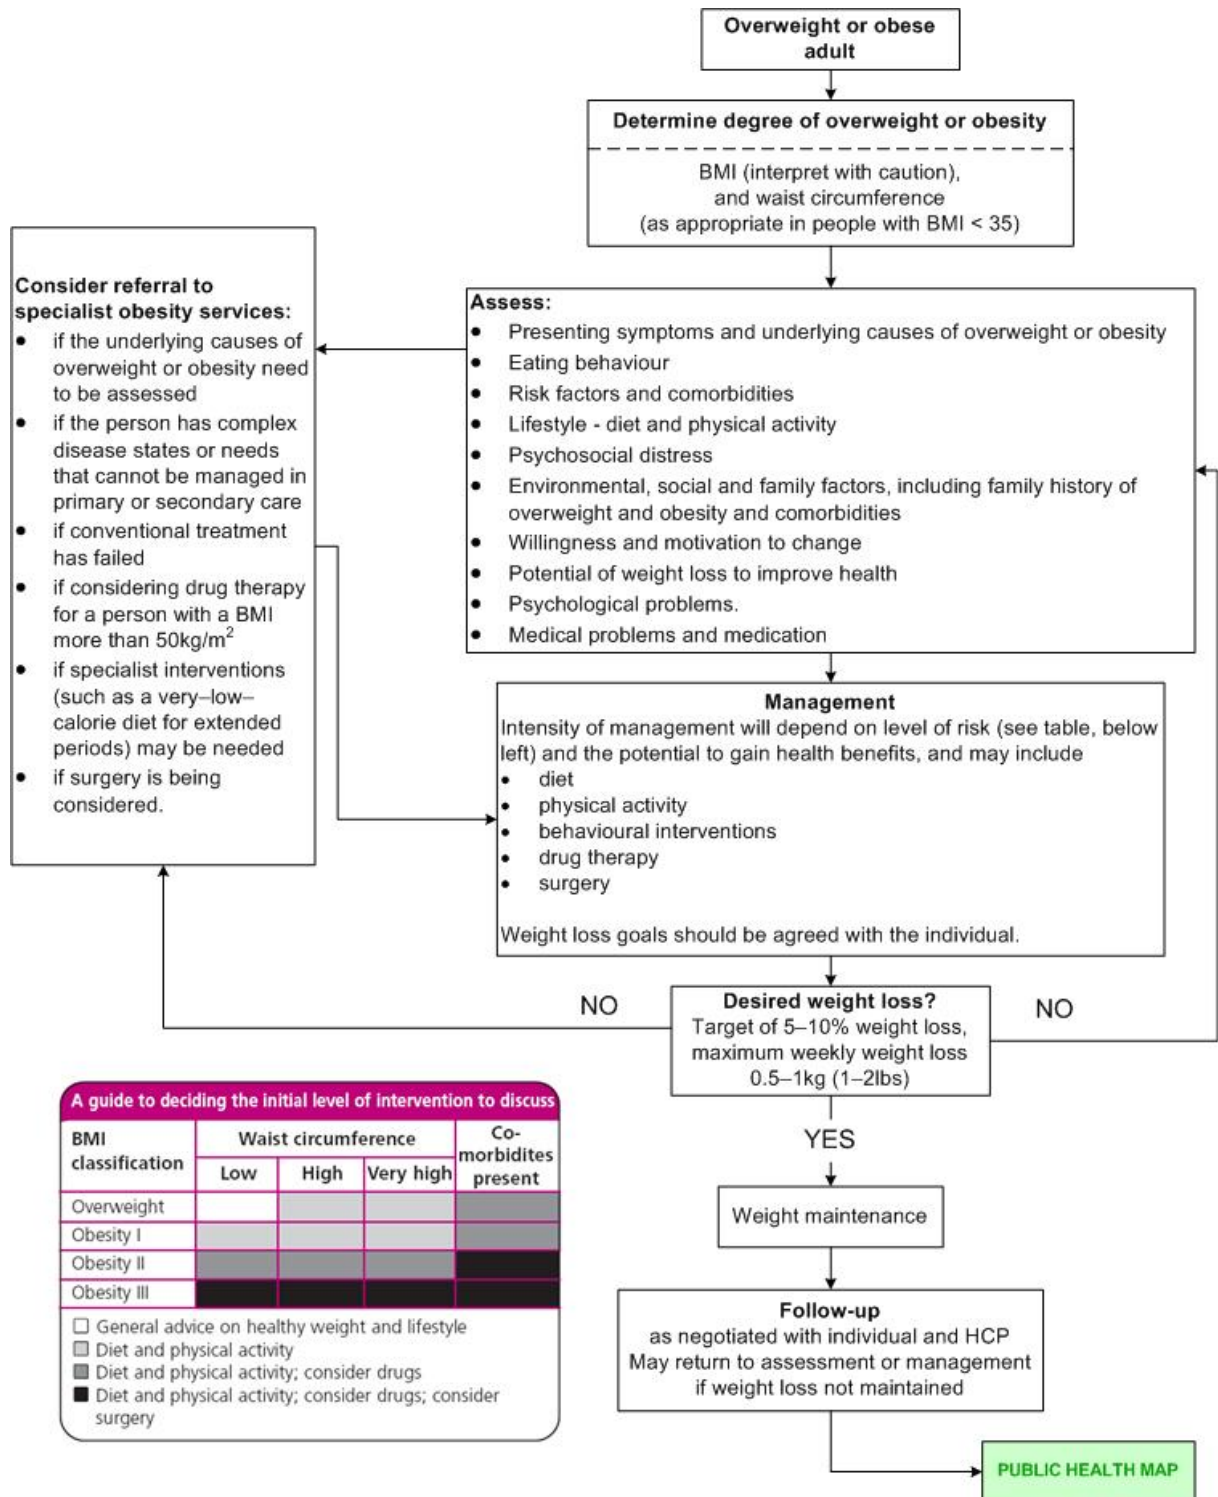 Overweight or obese
adult
Determine degree of overweight or obesity
BMI (interpret with caution),
and waist circumference
(as appropriate in people with BMI < 35)
Consider referral to
specialist obesity services:
● if the underlying causes of
overweight or obesity need
to be assessed
● if the person has complex
disease states or needs
that cannot be managed in
primary or secondary care
● if conventional treatment
has failed
● if considering drug therapy
for a person with a BMI
more than 50kg/m²
● if specialist interventions
(such as a very–low–
calorie diet for extended
periods) may be needed
● if surgery is being
considered.
Assess:
● Presenting symptoms and underlying causes of overweight or obesity
● Eating behaviour
● Risk factors and comorbidities
● Lifestyle - diet and physical activity
● Psychosocial distress
● Environmental, social and family factors, including family history of
overweight and obesity and comorbidities
● Willingness and motivation to change
● Potential of weight loss to improve health
● Psychological problems.
● Medical problems and medication
Management
Intensity of management will depend on level of risk (see table, below
left) and the potential to gain health benefits, and may include
● diet
● physical activity
● behavioural interventions
● drug therapy
● surgery
Weight loss goals should be agreed with the individual.
NO
Desired weight loss?
Target of 5–10% weight loss,
maximum weekly weight loss
0.5–1kg (1–2lbs)
NO
YES
Weight maintenance
Follow-up
as negotiated with individual and HCP
May return to assessment or management
if weight loss not maintained
PUBLIC HEALTH MAP
A guide to deciding the initial level of intervention to discuss
BMI
classification
Waist circumference
Co-
morbidites
present
Low High Very high
Overweight
Obesity I
Obesity II
Obesity III
General advice on healthy weight and lifestyle
Diet and physical activity
Diet and physical activity; consider drugs
Diet and physical activity; consider drugs; consider
surgery